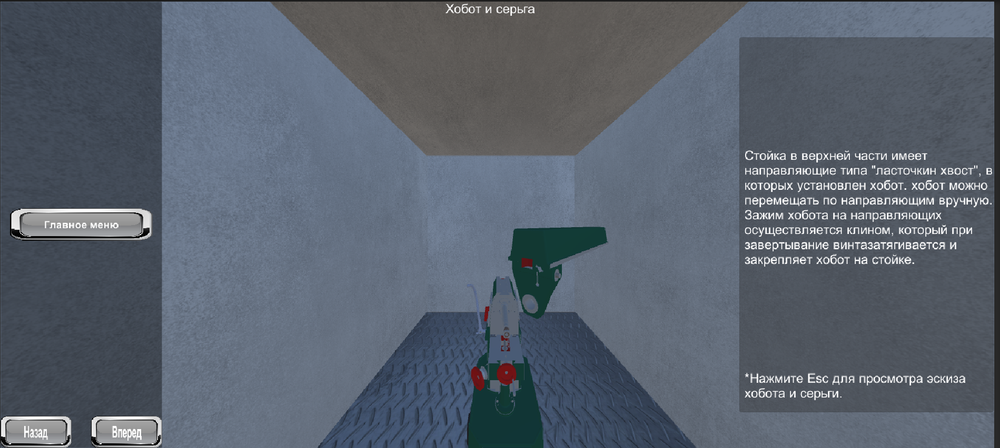 Хобот и серьга
Стойка в верхней части имеет
направляющие типа "ласточкин хвост", в
которых установлен хобот. хобот можно
перемещать по направляющим вручную.
Зажим хобота на направляющих
осуществляется клином, который при
завертывание винтазатягивается и
закрепляет хобот на стойке.
Главное меню
*Нажмите Esc для просмотра эскиза
хобота и серьги.
Назад
Вперед